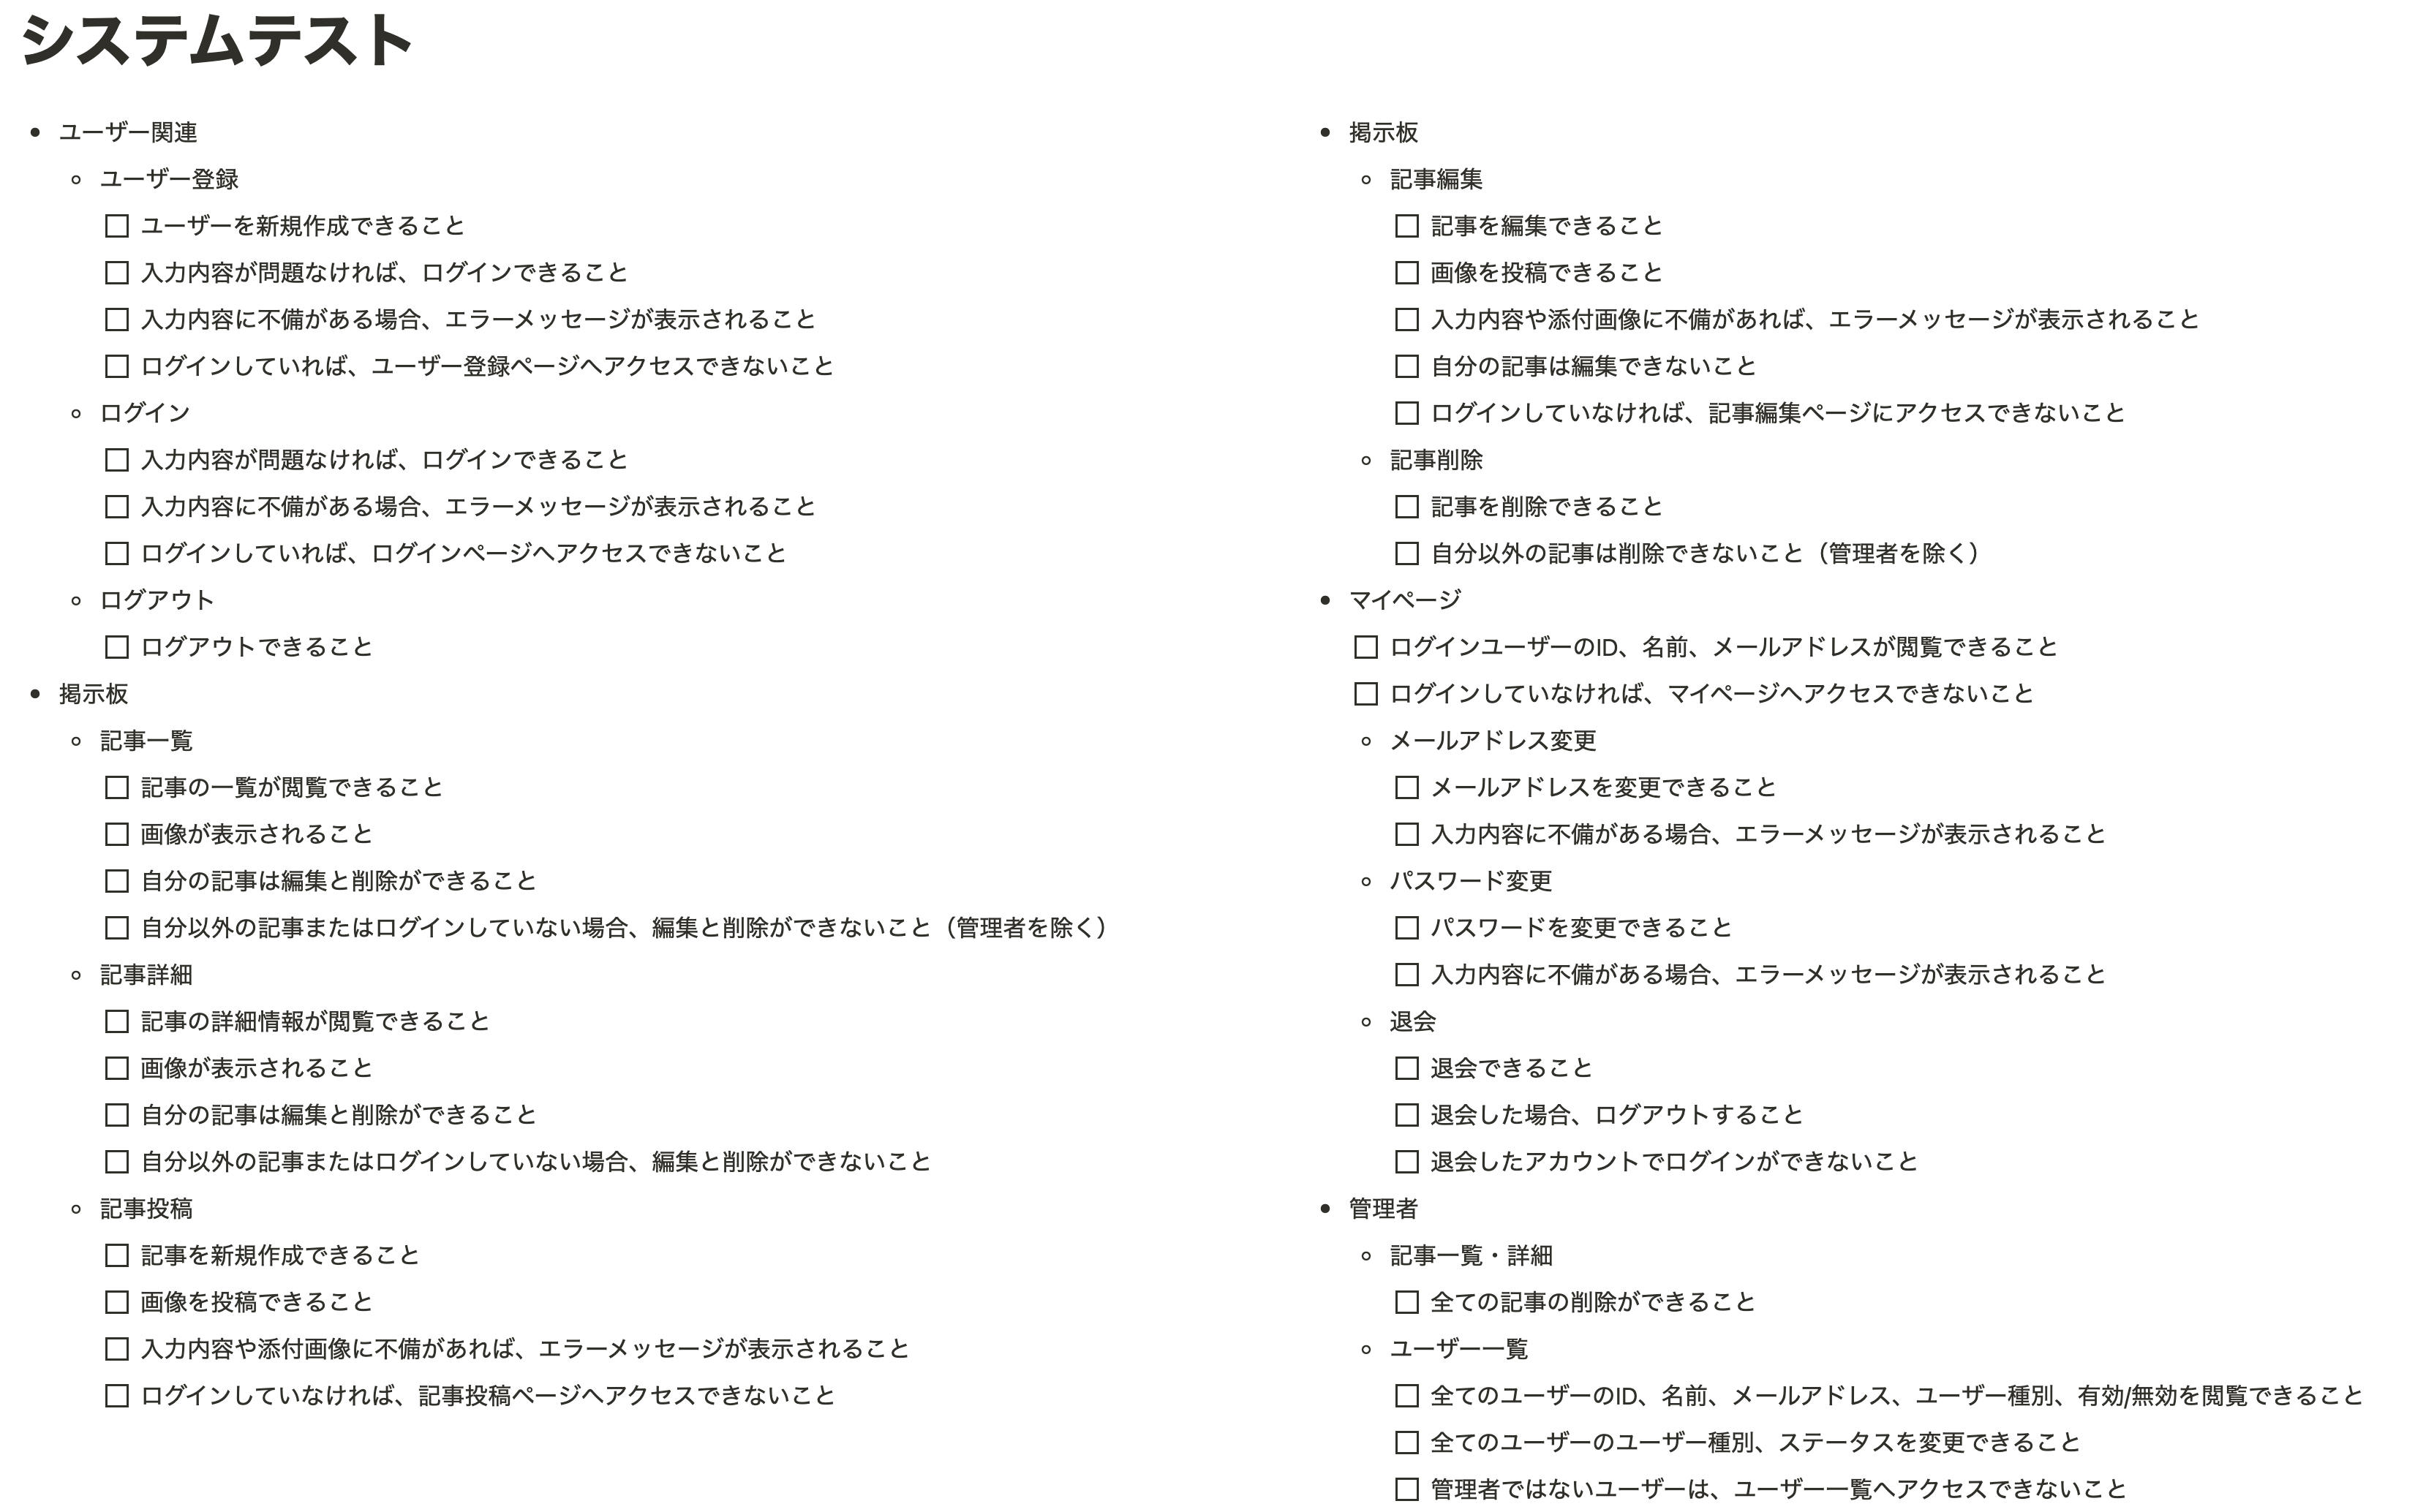 システムテスト
ユーザー関連
ユーザー登録
ユーザーを新規作成できること
入力内容が問題なければ、ログインできること
入力内容に不備がある場合、エラーメッセージが表示されること
ログインしていれば、ユーザー登録ページへアクセスできないこと
ログイン
入力内容が問題なければ、ログインできること
入力内容に不備がある場合、エラーメッセージが表示されること
ログインしていれば、ログインページへアクセスできないこと
ログアウト
ログアウトできること
掲示板
記事一覧
記事の一覧が閲覧できること
画像が表示されること
自分の記事は編集と削除ができること
自分以外の記事またはログインしていない場合、編集と削除ができないこと（管理者を除く）
記事詳細
記事の詳細情報が閲覧できること
画像が表示されること
自分の記事は編集と削除ができること
自分以外の記事またはログインしていない場合、編集と削除ができないこと
記事投稿
記事を新規作成できること
画像を投稿できること
入力内容や添付画像に不備があれば、エラーメッセージが表示されること
ログインしていなければ、記事投稿ページへアクセスできないこと
掲示板
記事編集
記事を編集できること
画像を投稿できること
入力内容や添付画像に不備があれば、エラーメッセージが表示されること
自分の記事は編集できないこと
ログインしていなければ、記事編集ページにアクセスできないこと
記事削除
記事を削除できること
自分以外の記事は削除できないこと（管理者を除く）
マイページ
ログインユーザーのID、名前、メールアドレスが閲覧できること
ログインしていなければ、マイページへアクセスできないこと
メールアドレス変更
メールアドレスを変更できること
入力内容に不備がある場合、エラーメッセージが表示されること
パスワード変更
パスワードを変更できること
入力内容に不備がある場合、エラーメッセージが表示されること
退会
退会できること
退会した場合、ログアウトすること
退会したアカウントでログインができないこと
管理者
記事一覧・詳細
全ての記事の削除ができること
ユーザー一覧
全てのユーザーのID、名前、メールアドレス、ユーザー種別、有効/無効を閲覧できること
全てのユーザーのユーザー種別、ステータスを変更できること
管理者ではないユーザーは、ユーザー一覧へアクセスできないこと